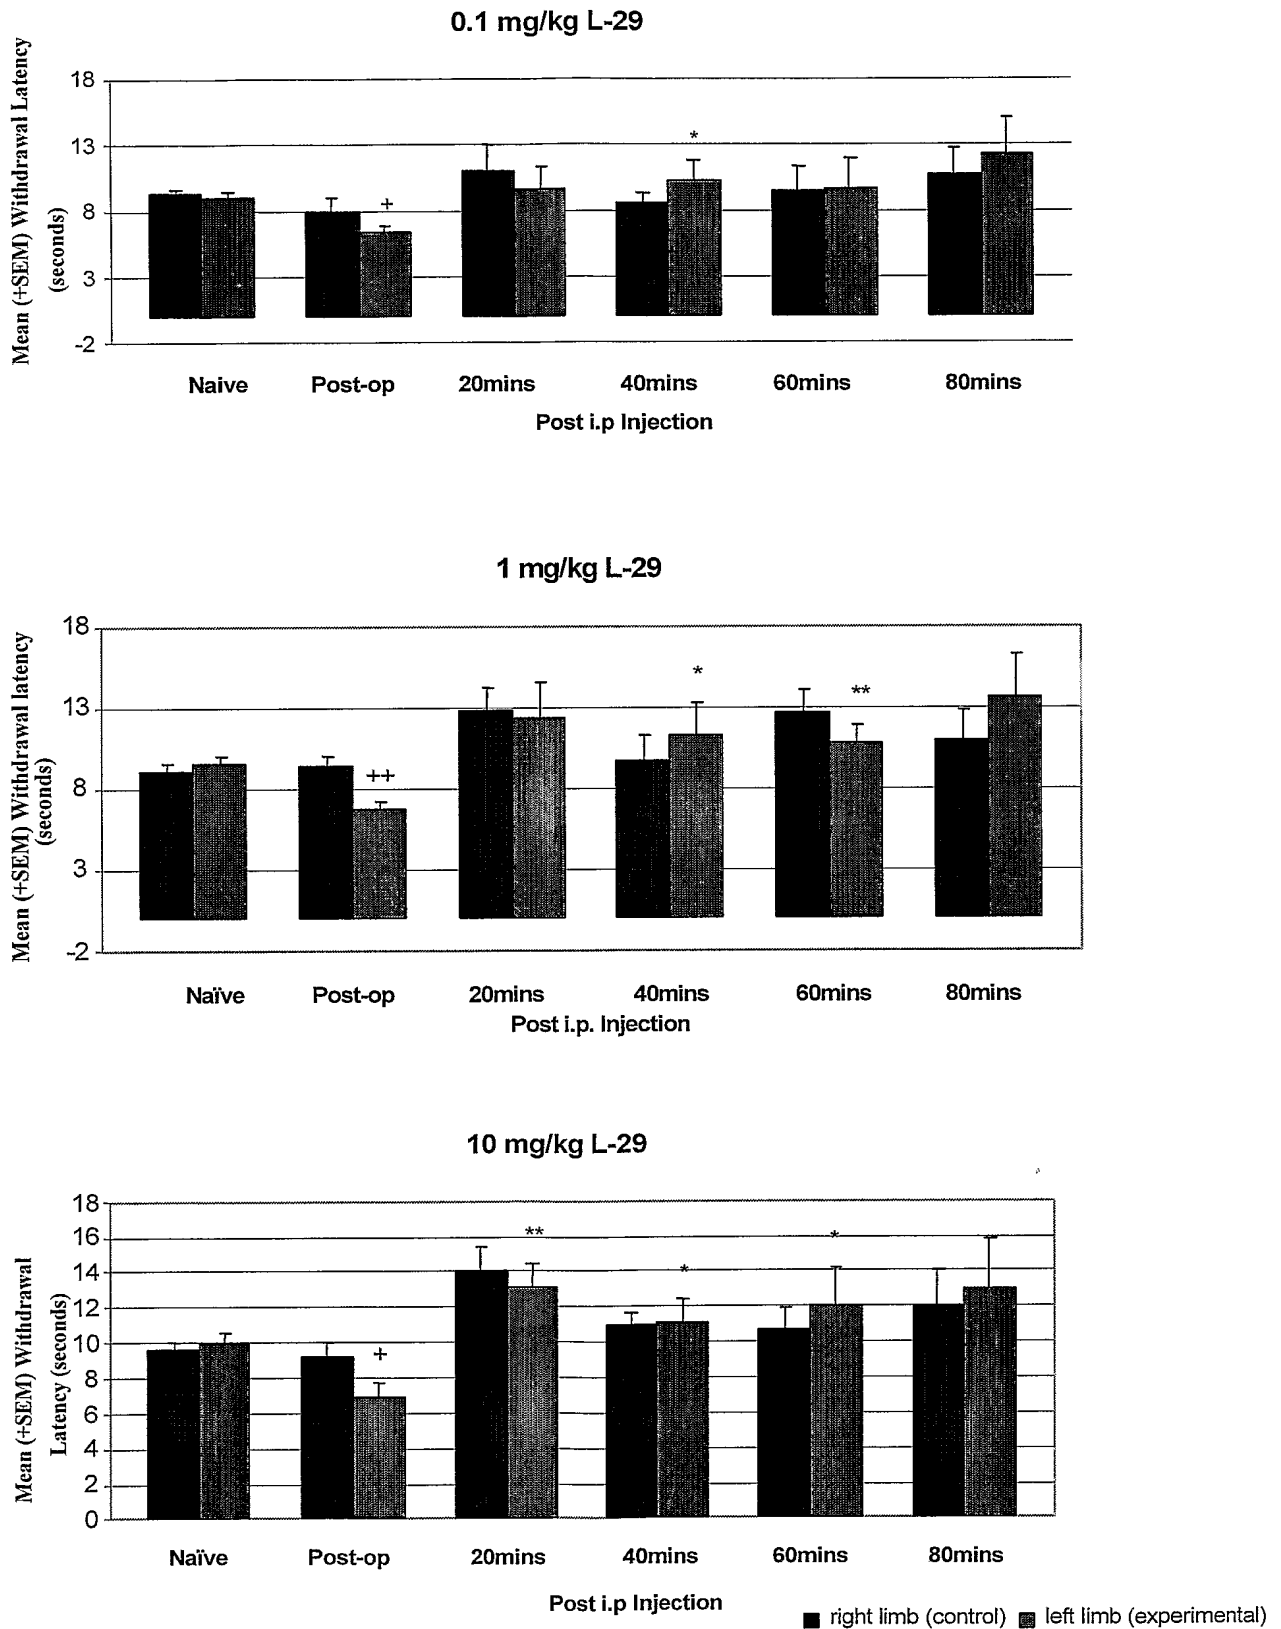 0.1 mg/kg L-29
Mean (+SEM) Withdrawal Latency
(seconds)
18
13
8
3
-2
*
+
Naive Post-op 20mins 40mins 60mins 80mins
Post i.p Injection
1 mg/kg L-29
Mean (+SEM) Withdrawal latency
(seconds)
18
13
8
3
-2
*
**
++
Naïve Post-op 20mins 40mins 60mins 80mins
Post i.p. Injection
10 mg/kg L-29
Mean (+SEM) Withdrawal
Latency (seconds)
18
16
14
12
10
8
6
4
2
0
**
*
*
+
Naïve Post-op 20mins 40mins 60mins 80mins
Post i.p Injection
right limb (control) left limb (experimental)